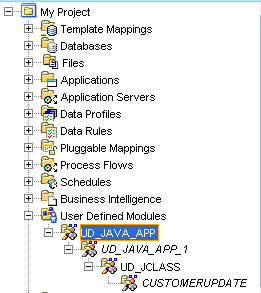 My Project
Template Mappings
Databases
Files
Applications
Application Servers
Data Profiles
Data Rules
Pluggable Mappings
Process Flows
Schedules
Business Intelligence
User Defined Modules
UD_JAVA_APP
UD_JAVA_APP_1
UD_JCLASS
CUSTOMERUPDATE